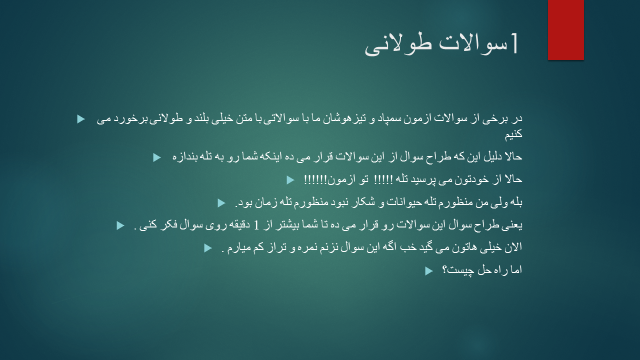 1سوالات طولانی
در برخی از سوالات ازمون سمپاد و تیزهوشان ما با سوالاتی با متن خیلی بلند و طولانی برخورد می
کنیم
حالا دلیل این که طراح سوال از این سوالات قرار می ده اینکه شما رو به تله بندازه
حالا از خودتون می پرسید تله !!!!! تو ازمون!!!!!!
بله ولی من منظورم تله حیوانات و شکار نبود منظورم تله زمان بود.
یعنی طراح سوال این سوالات رو قرار می ده تا شما بیشتر از 1 دقیقه روی سوال فکر کنی .
الان خیلی هاتون می گید خب اگه این سوال نزنم نمره و تراز کم میارم .
اما راه حل چیست؟